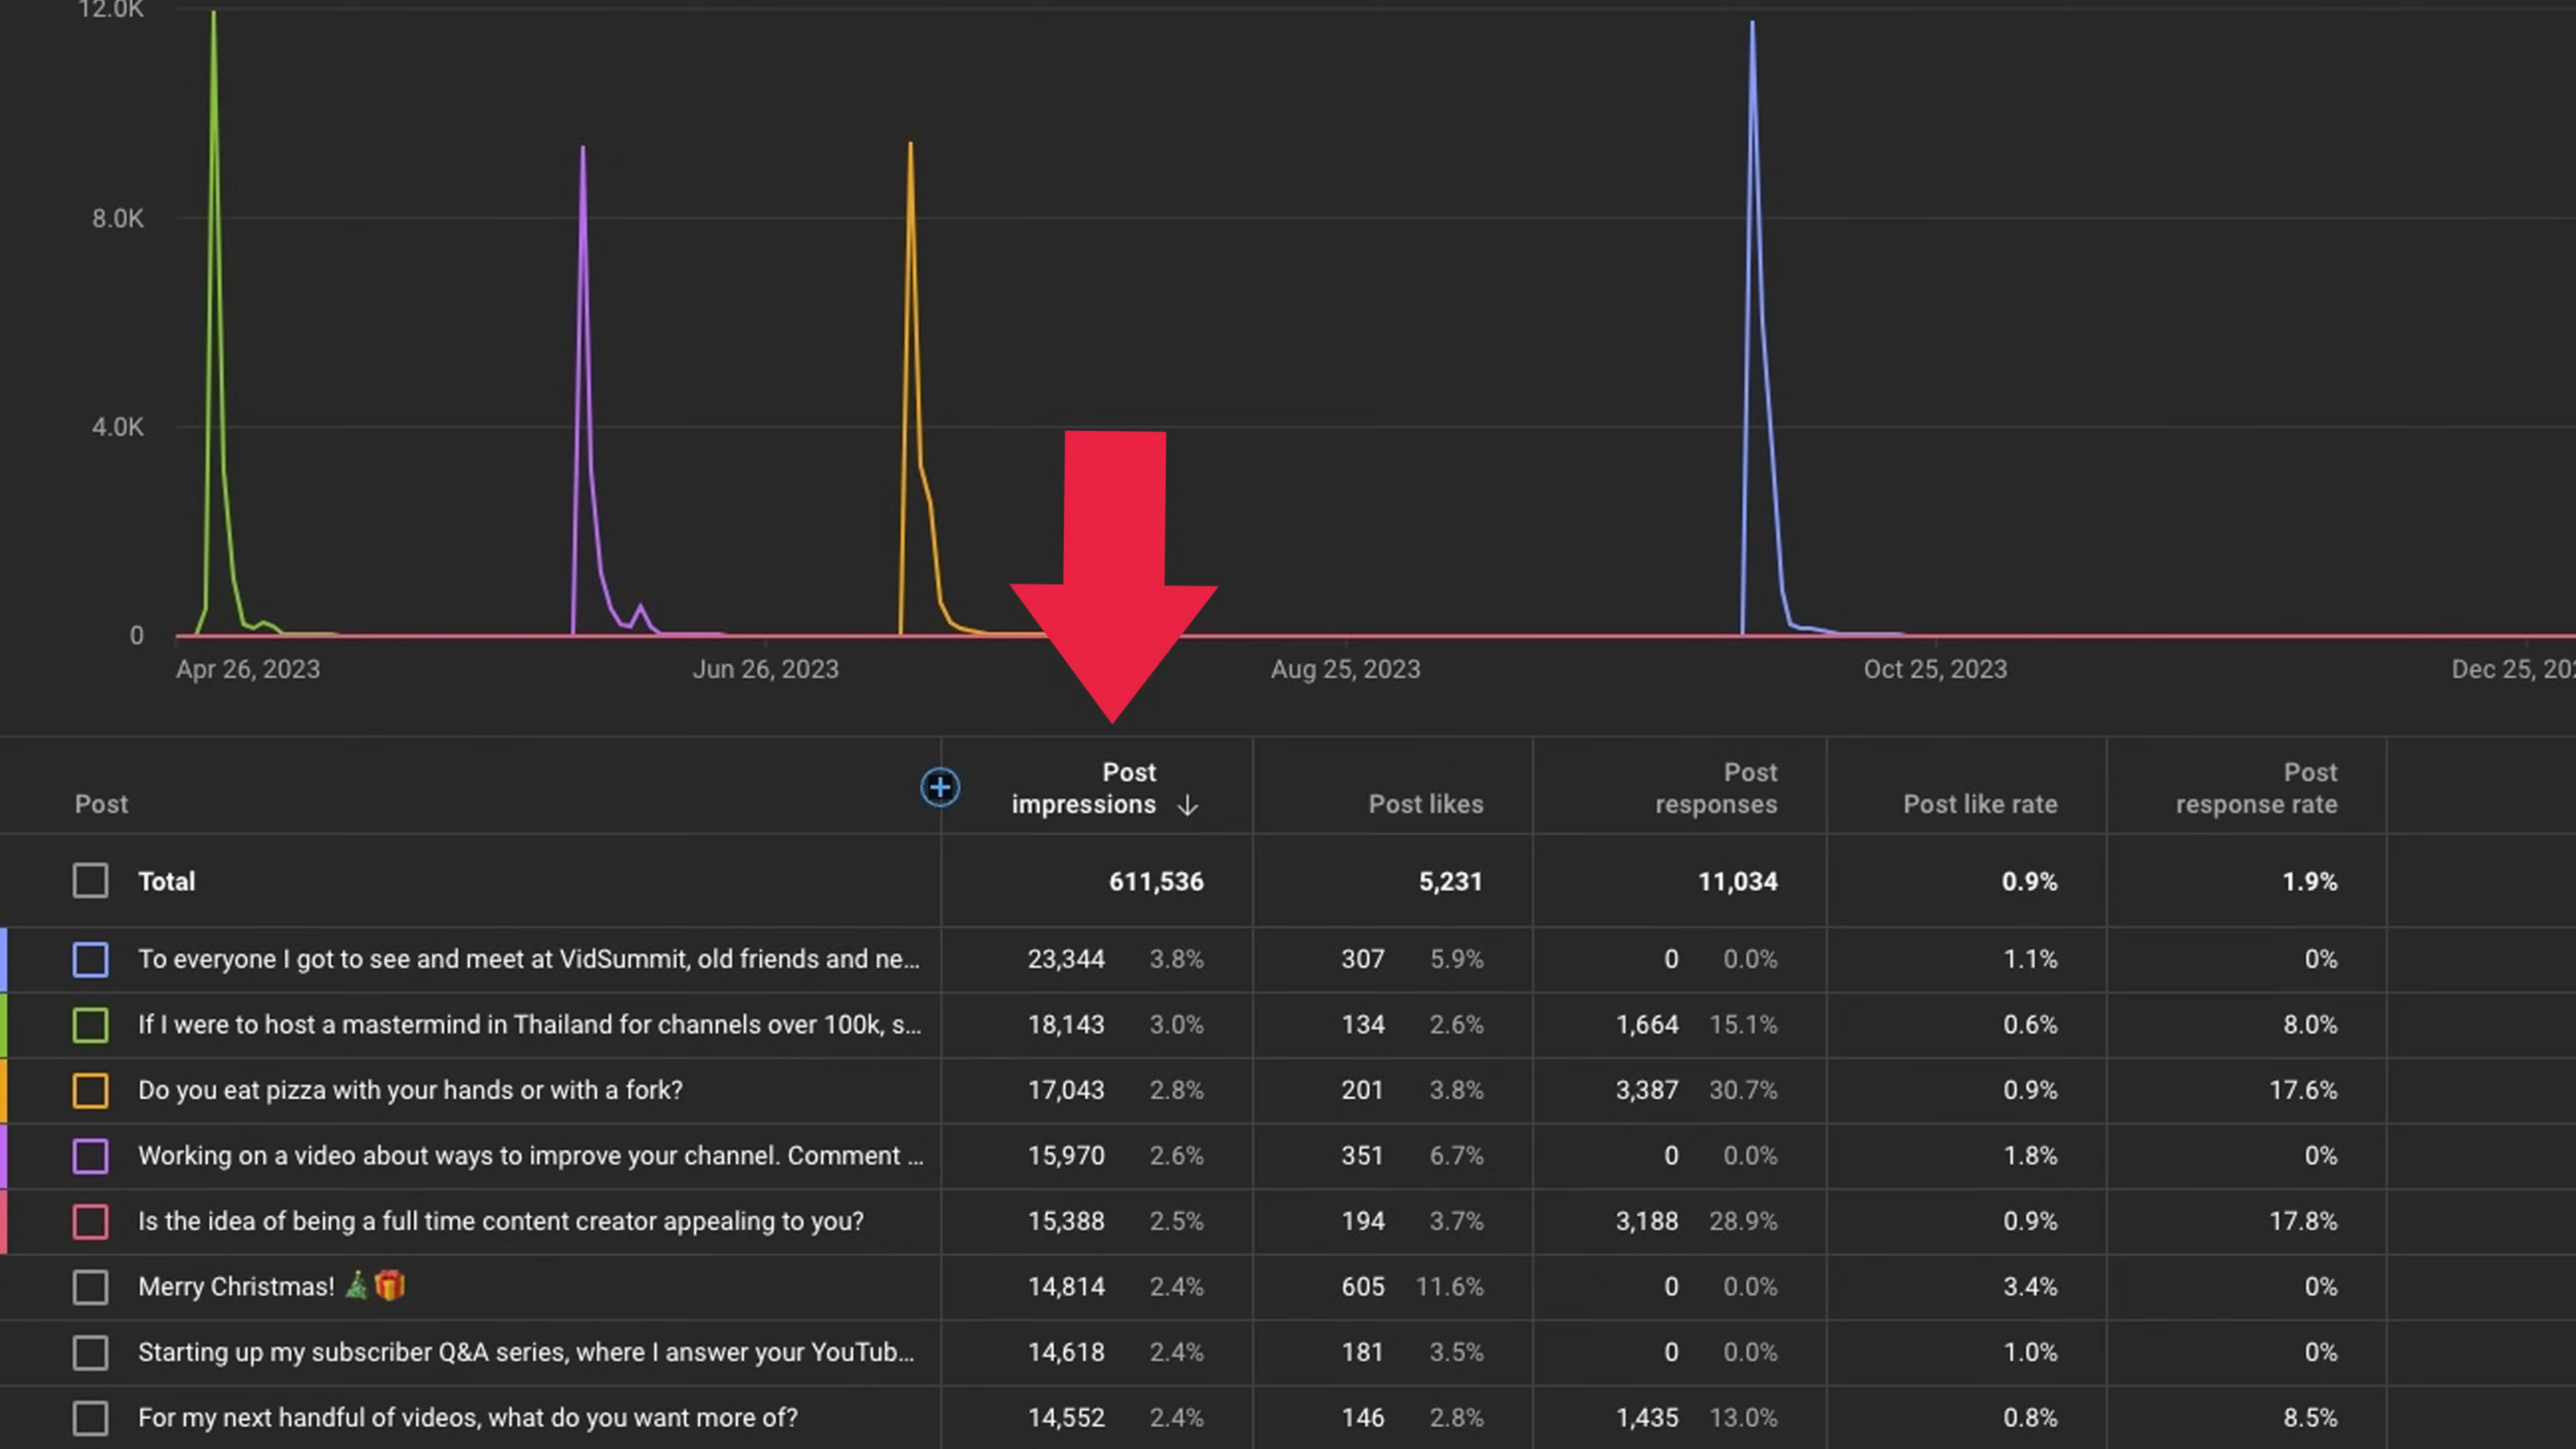 12.0K
8.0K
4.0K
0
Apr 26, 2023
Jun 26, 2023
Aug 25, 2023
Oct 25, 2023
Dec 25,
Post
Post impressions ↓
Post likes
Post responses
Post like rate
Post response rate
Total 611,536 5,231 11,034 0.9% 1.9%
To everyone I got to see and meet at VidSummit, old friends and ne... 23,344 3.8% 307 5.9% 0 0.0% 1.1% 0%
If I were to host a mastermind in Thailand for channels over 100k, s... 18,143 3.0% 134 2.6% 1,664 15.1% 0.6% 8.0%
Do you eat pizza with your hands or with a fork? 17,043 2.8% 201 3.8% 3,387 30.7% 0.9% 17.6%
Working on a video about ways to improve your channel. Comment ... 15,970 2.6% 351 6.7% 0 0.0% 1.8% 0%
Is the idea of being a full time content creator appealing to you? 15,388 2.5% 194 3.7% 3,188 28.9% 0.9% 17.8%
Merry Christmas! 🎄🎁 14,814 2.4% 605 11.6% 0 0.0% 3.4% 0%
Starting up my subscriber Q&A series, where I answer your YouTub... 14,618 2.4% 181 3.5% 0 0.0% 1.0% 0%
For my next handful of videos, what do you want more of? 14,552 2.4% 146 2.8% 1,435 13.0% 0.8% 8.5%